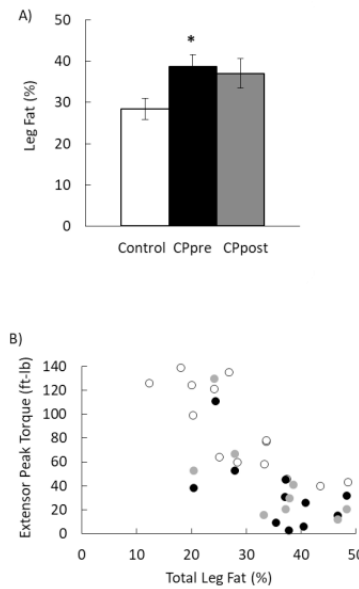 A)
50
40
30
20
10
0
Leg Fat (%)
*
Control CPpre CPpost
B)
140
120
100
80
60
40
20
0
Extensor Peak Torque (ft-lb)
0 10 20 30 40 50
Total Leg Fat (%)